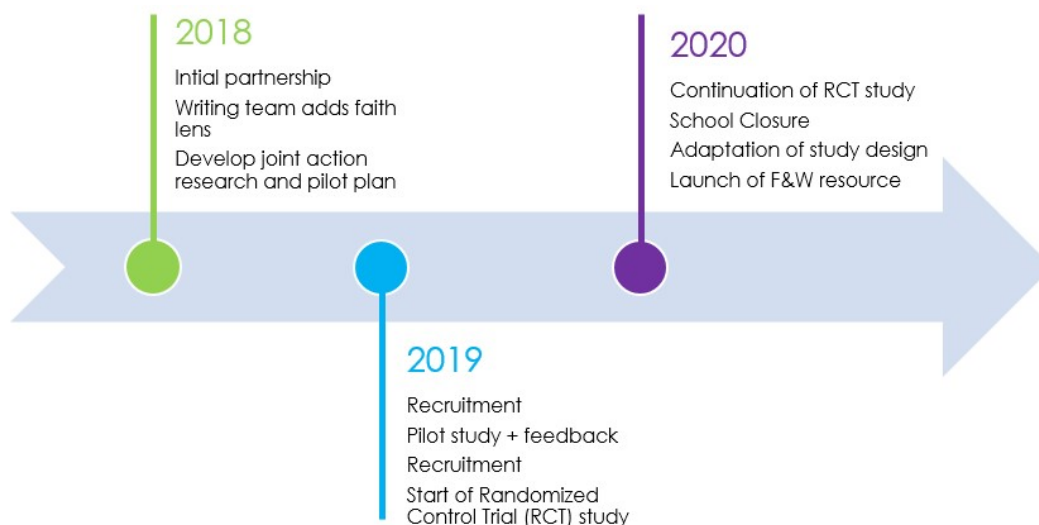 2018
Intial partnership
Writing team adds faith
lens
Develop joint action
research and pilot plan
2019
Recruitment
Pilot study + feedback
Recruitment
Start of Randomized
Control Trial (RCT) study
2020
Continuation of RCT study
School Closure
Adaptation of study design
Launch of F&W resource